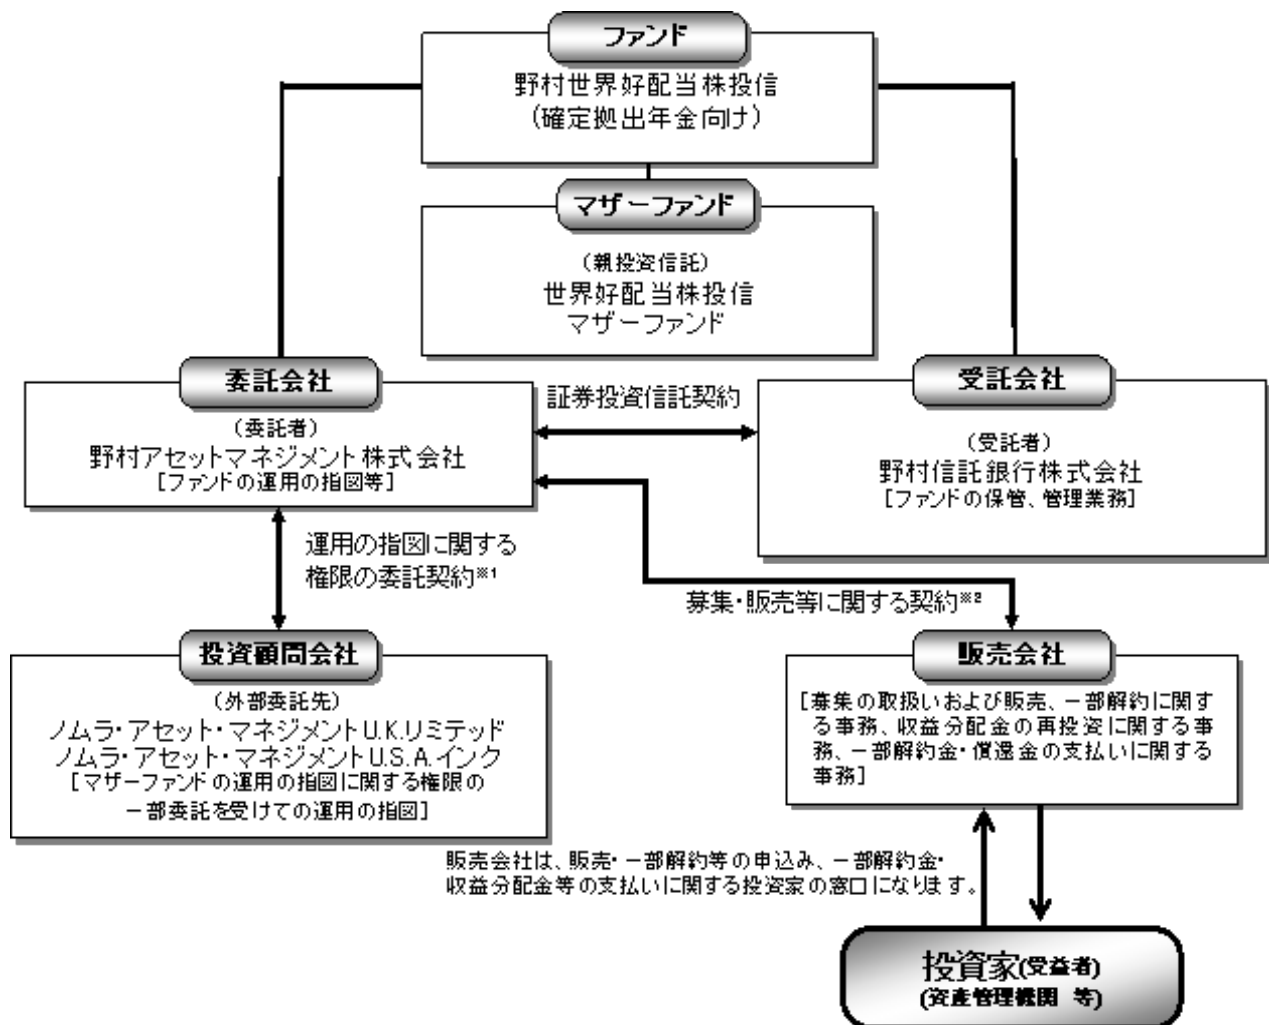 ファンド
野村世界好配当株投信
(確定拠出年金向け)
マザーファンド
(親投資信託)
世界好配当株投信
マザーファンド
委託会社
(委託者)
野村アセットマネジメント株式会社
[ファンドの運用の指図等]
証券投資信託契約
受託会社
(受託者)
野村信託銀行株式会社
[ファンドの保管、管理業務]
運用の指図に関する
権限の委託契約※1
募集・販売等に関する契約※2
投資顧問会社
(外部委託先)
ノムラ・アセット・マネジメントU.K.リミテッド
ノムラ・アセット・マネジメントU.S.A.インク
[マザーファンドの運用の指図に関する権限の
一部委託を受けての運用の指図]
販売会社
[募集の取扱いおよび販売、一部解約に関す
る事務、収益分配金の再投資に関する事
務、一部解約金・償還金の支払いに関する
事務]
販売会社は、販売・一部解約等の申込み、一部解約金・
収益分配金等の支払いに関する投資家の窓口になります。
投資家(受益者)
(資産管理機関 等)